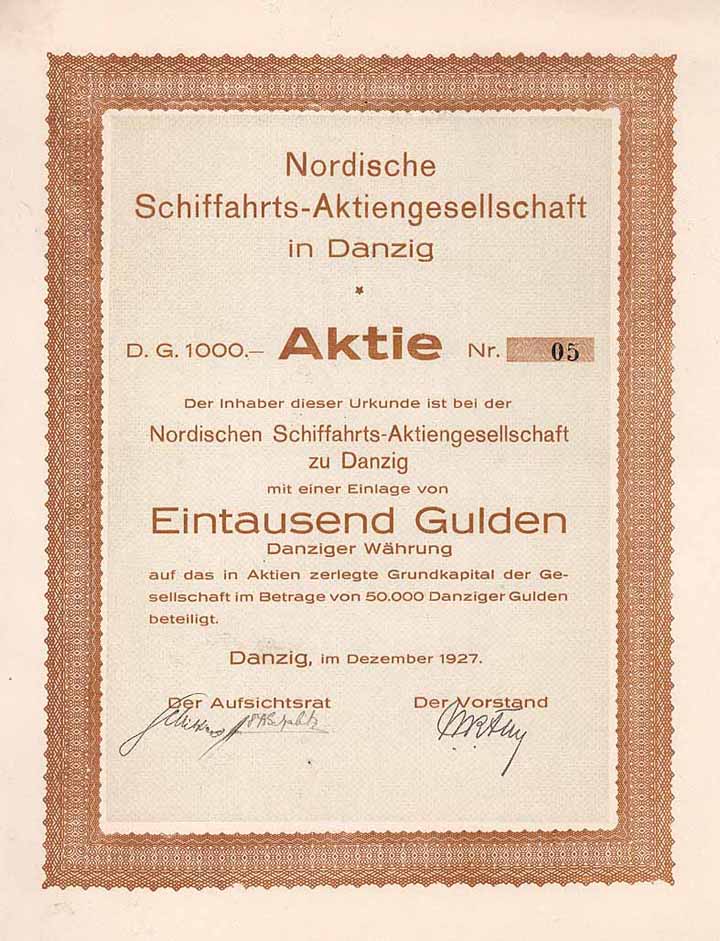 Nordische
Schiffahrts-Aktiengesellschaft
in Danzig
D. G. 1000.— Aktie Nr. 05
Der Inhaber dieser Urkunde ist bei der
Nordischen Schiffahrts-Aktiengesellschaft
zu Danzig
mit einer Einlage von
Eintausend Gulden
Danziger Währung
auf das in Aktien zerlegte Grundkapital der Ge-
sellschaft im Betrage von 50.000 Danziger Gulden
beteiligt.
Danzig, im Dezember 1927.
Der Aufsichtsrat Der Vorstand